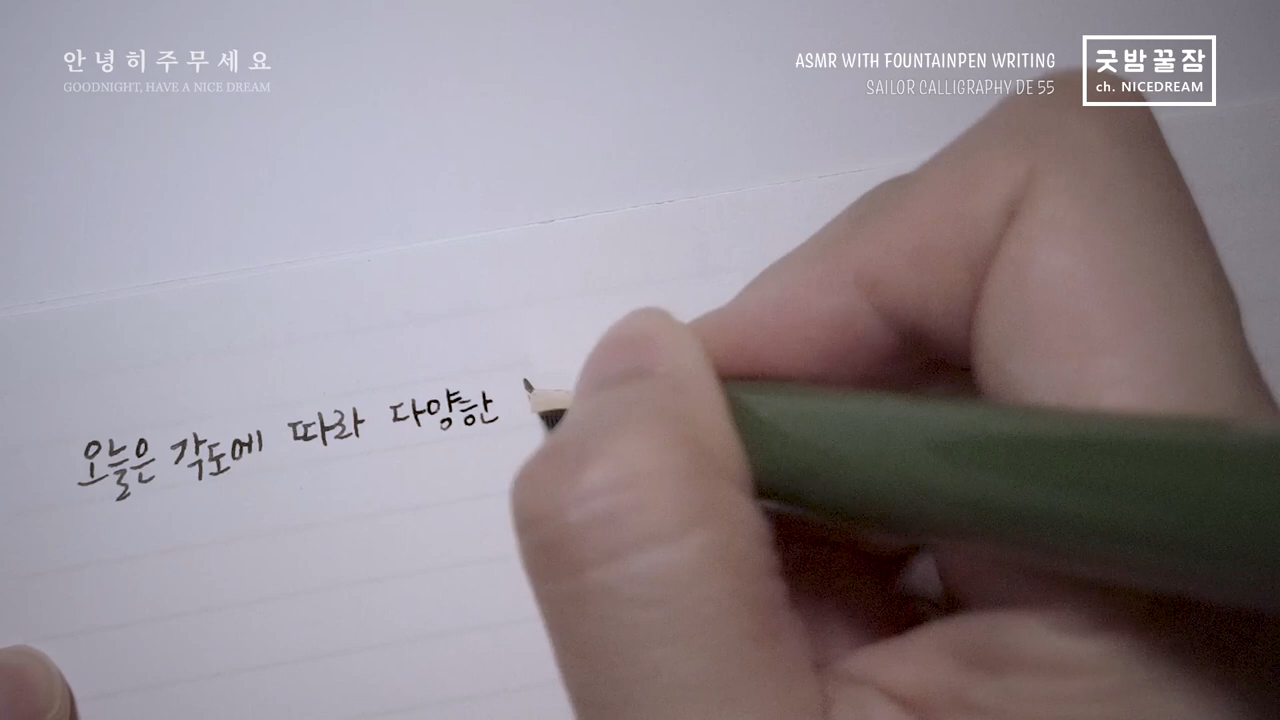 안녕히주무세요
GOODNIGHT, HAVE A NICE DREAM
ASMR WITH FOUNTAINPEN WRITING
SAILOR CALLIGRAPHY DE 55
굿밤꿀잠
ch. NICEDREAM
오늘은 각도에 따라 다양한